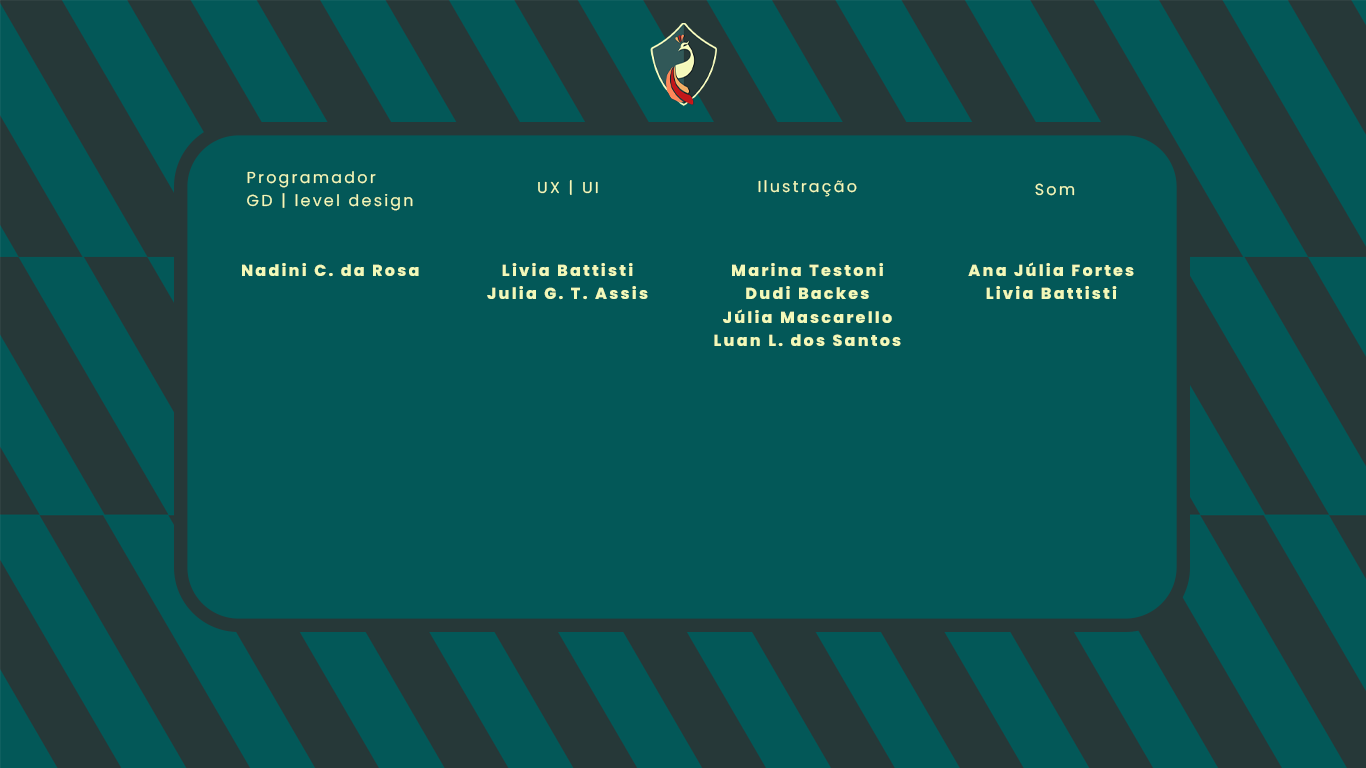 Programador
GD | level design
UX | UI
Ilustração
Som
Nadini C. da Rosa
Livia Battisti
Julia G. T. Assis
Marina Testoni
Dudi Backes
Júlia Mascarello
Luan L. dos Santos
Ana Júlia Fortes
Livia Battisti